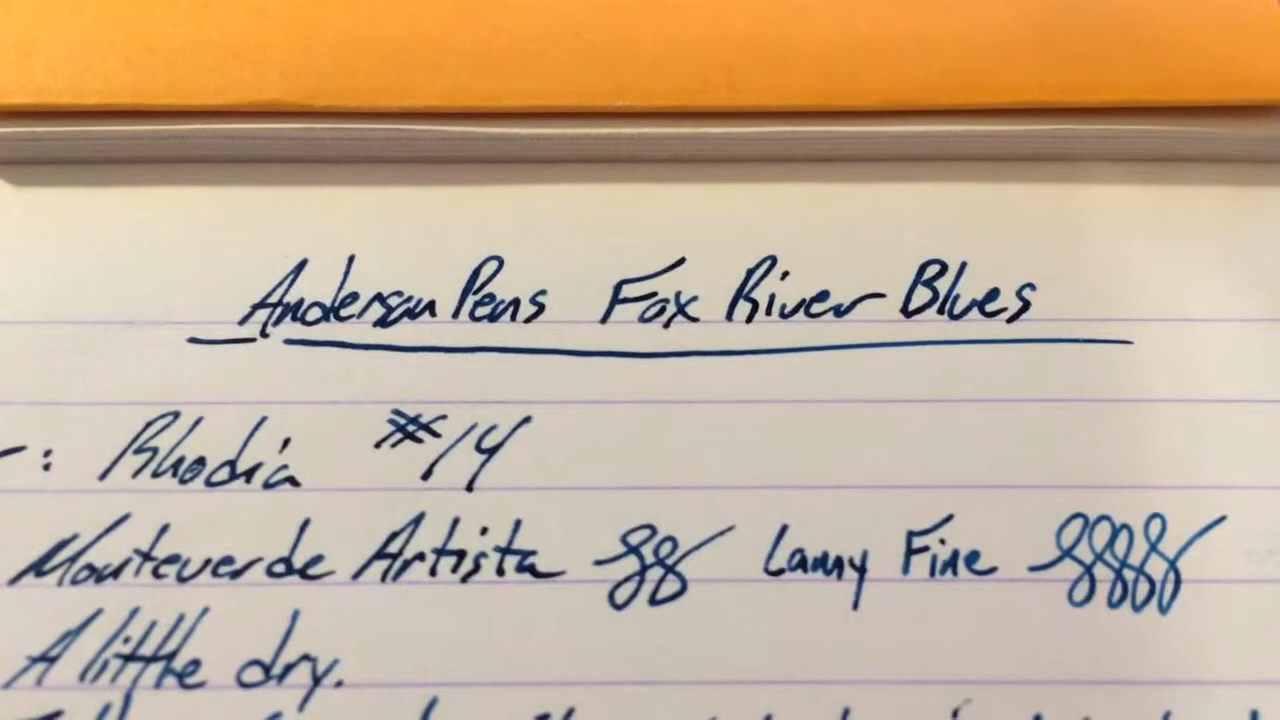 Anderson Pens Fox River Blues
: Rhodia #14
Monteverde Artista Lamy Fine
A little dry.